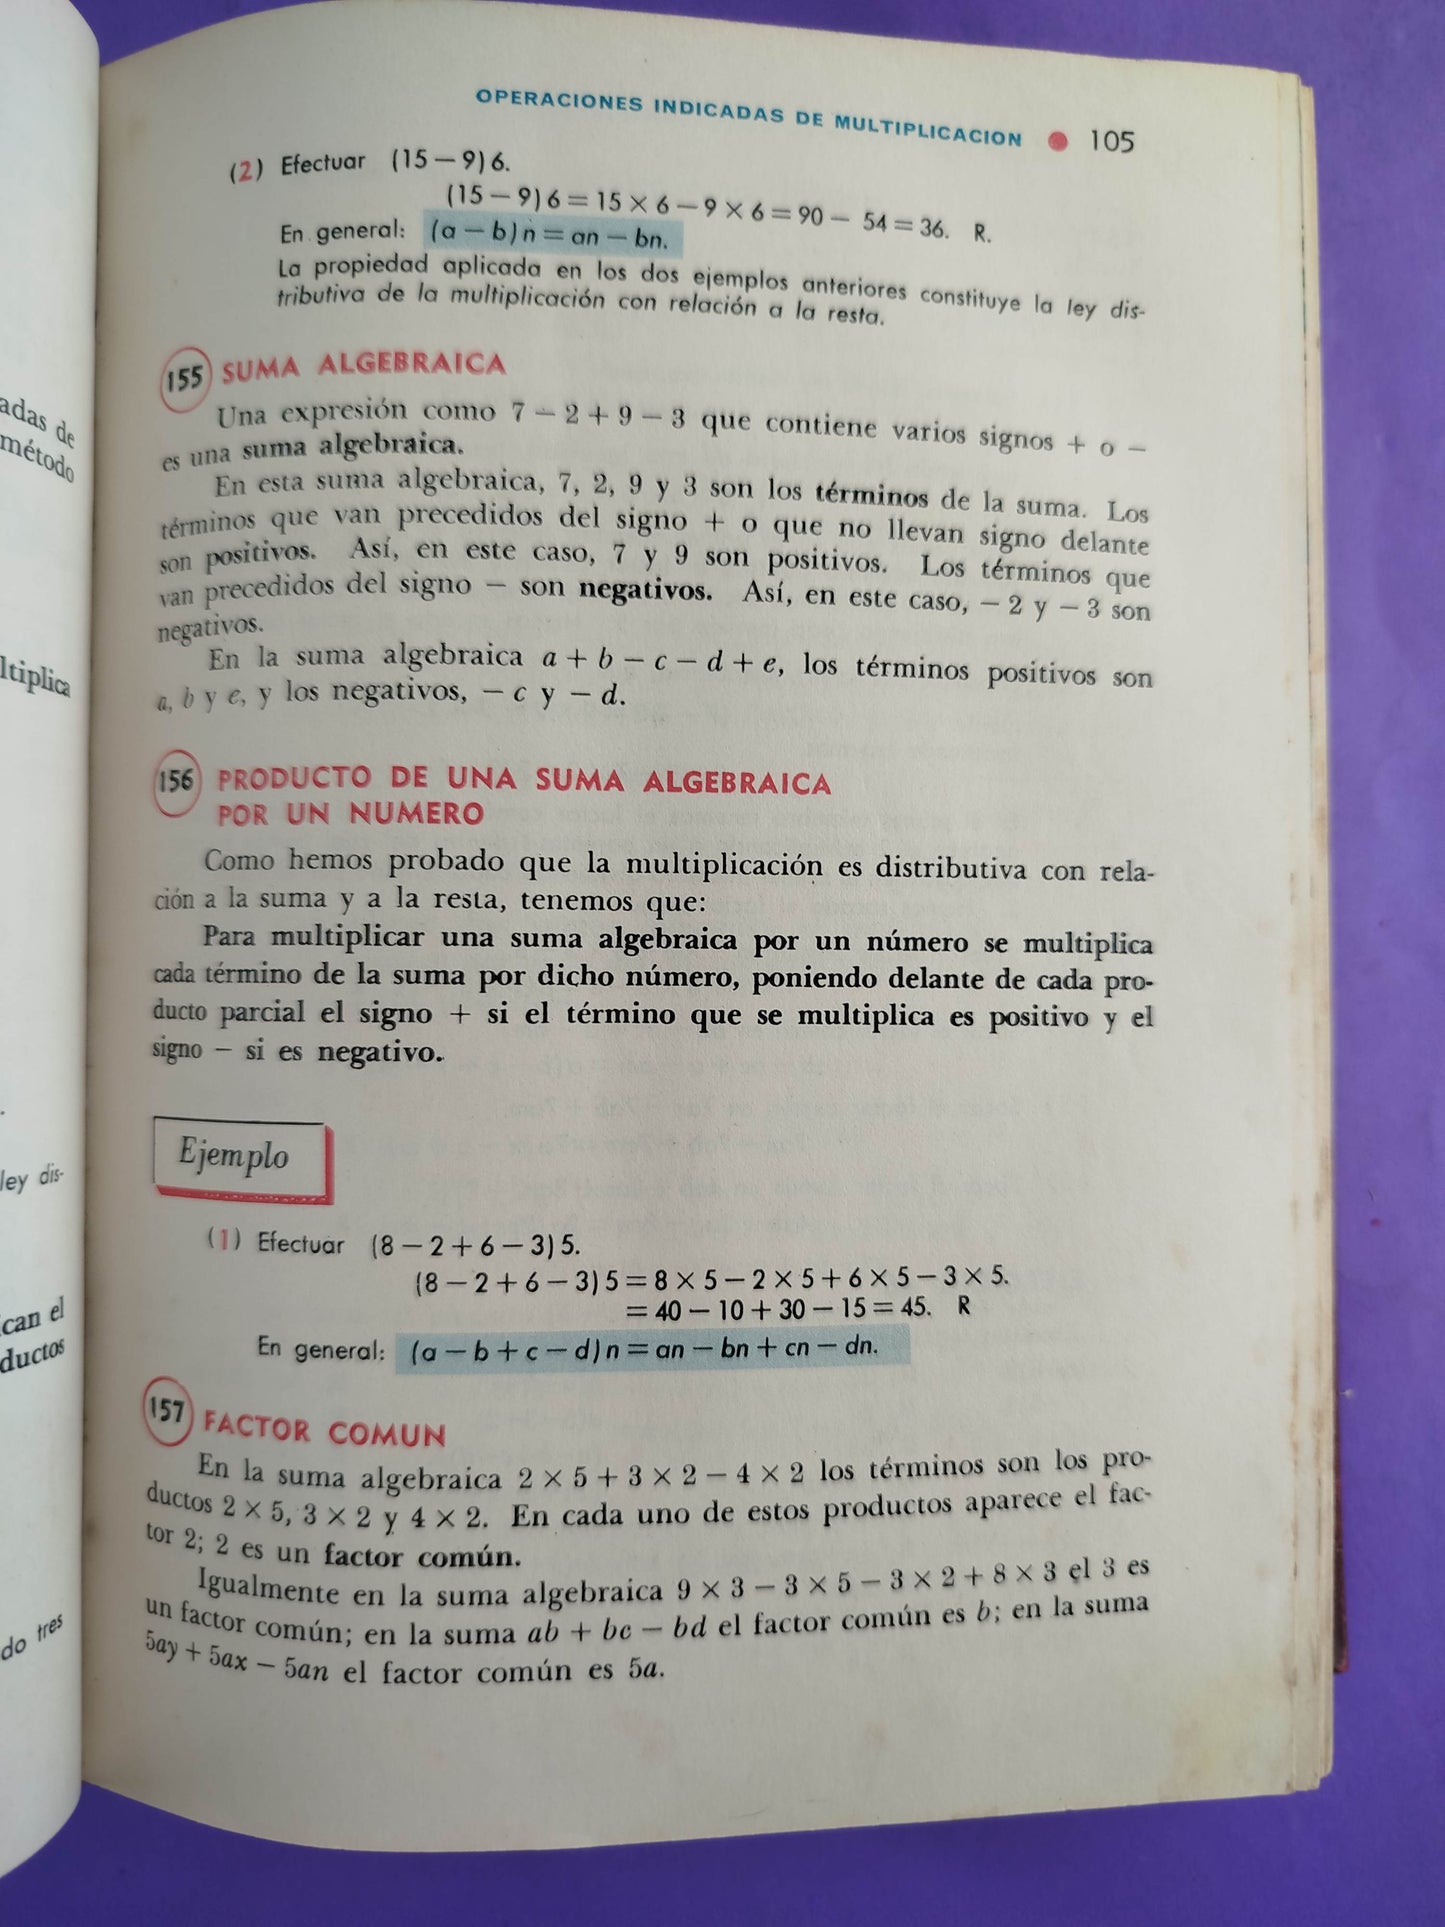 OPERACIONES INDICADAS DE MULTIPLICACION ● 105
(2) Efectuar (15 − 9) 6.
(15 − 9) 6 = 15 × 6 − 9 × 6 = 90 − 54 = 36. R.
En general: (a − b) n = an − bn.
La propiedad aplicada en los dos ejemplos anteriores constituye la ley dis-
tributiva de la multiplicación con relación a la resta.
155 SUMA ALGEBRAICA
Una expresión como 7 − 2 + 9 − 3 que contiene varios signos + o −
es una suma algebraica.
En esta suma algebraica, 7, 2, 9 y 3 son los términos de la suma. Los
términos que van precedidos del signo + o que no llevan signo delante
son positivos. Así, en este caso, 7 y 9 son positivos. Los términos que
van precedidos del signo − son negativos. Así, en este caso, − 2 y − 3 son
negativos.
En la suma algebraica a + b − c − d + e, los términos positivos son
a, b y e, y los negativos, − c y − d.
156 PRODUCTO DE UNA SUMA ALGEBRAICA
POR UN NUMERO
Como hemos probado que la multiplicación es distributiva con rela-
ción a la suma y a la resta, tenemos que:
Para multiplicar una suma algebraica por un número se multiplica
cada término de la suma por dicho número, poniendo delante de cada pro-
ducto parcial el signo + si el término que se multiplica es positivo y el
signo − si es negativo.
Ejemplo
(1) Efectuar (8 − 2 + 6 − 3) 5.
(8 − 2 + 6 − 3) 5 = 8 × 5 − 2 × 5 + 6 × 5 − 3 × 5.
= 40 − 10 + 30 − 15 = 45. R
En general: (a − b + c − d) n = an − bn + cn − dn.
157 FACTOR COMUN
En la suma algebraica 2 × 5 + 3 × 2 − 4 × 2 los términos son los pro-
ductos 2 × 5, 3 × 2 y 4 × 2. En cada uno de estos productos aparece el fac-
tor 2; 2 es un factor común.
Igualmente en la suma algebraica 9 × 3 − 3 × 5 − 3 × 2 + 8 × 3 el 3 es
un factor común; en la suma ab + bc − bd el factor común es b; en la suma
5ay + 5ax − 5an el factor común es 5a.
adas de
método
ltiplica
ley dis-
can el
ductos
do tres